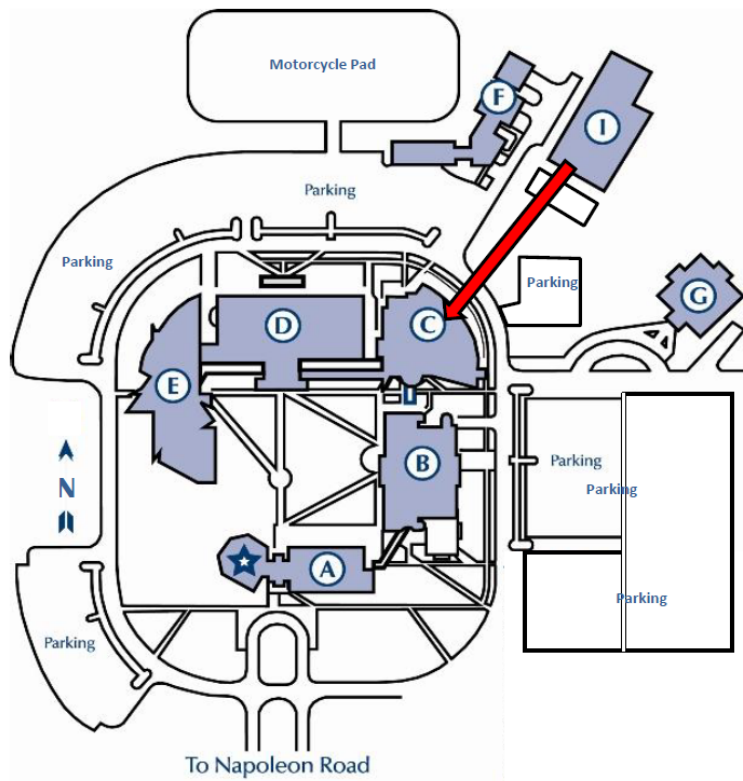 Motorcycle Pad
F
I
Parking
Parking
Parking
G
D
C
E
B
Parking
Parking
N
A
Parking
Parking
To Napoleon Road